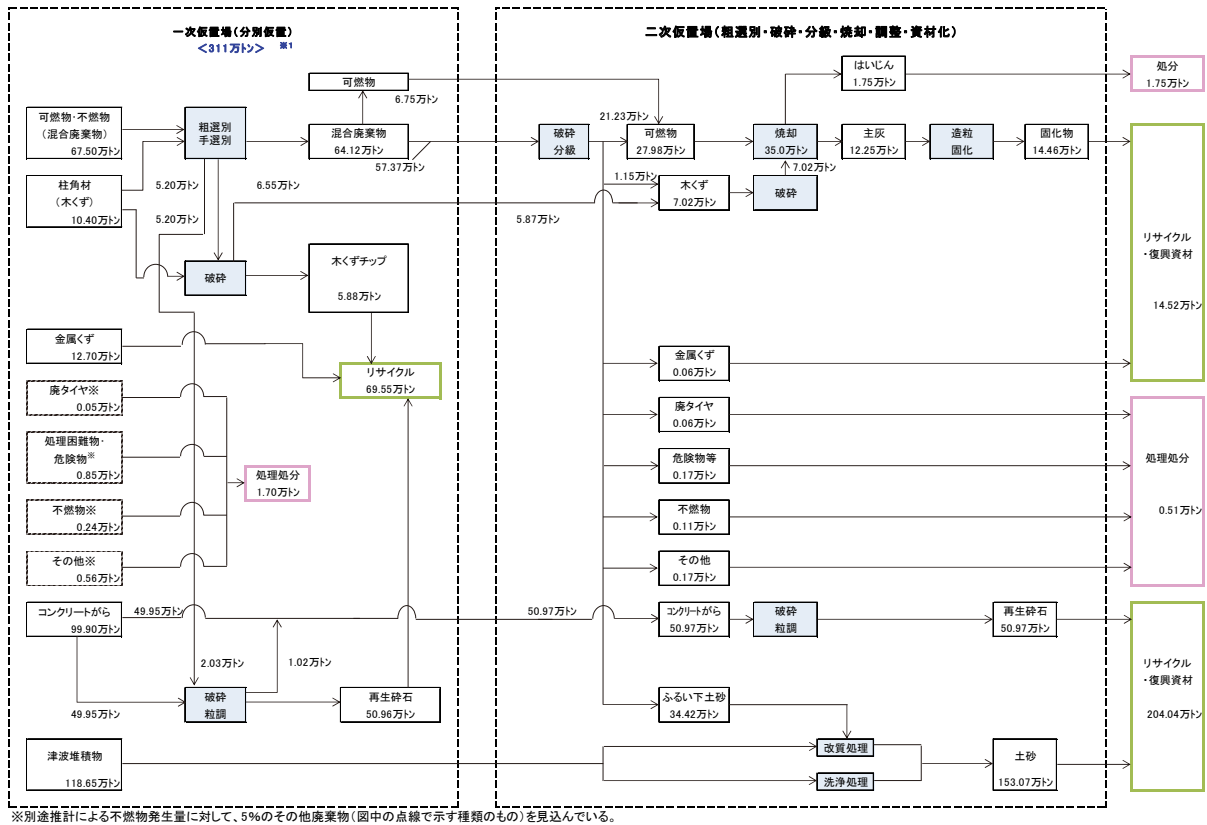 一次仮置場(分別仮置)
＜311万トン＞ ※1
二次仮置場(粗選別・破砕・分級・焼却・調整・資材化)
可燃物
6.75万トン
可燃物・不燃物
(混合廃棄物)
67.50万トン
粗選別
手選別
混合廃棄物
64.12万トン
57.37万トン
柱角材
(木くず)
10.40万トン
5.20万トン
6.55万トン
5.20万トン
破砕
木くずチップ
5.88万トン
金属くず
12.70万トン
リサイクル
69.55万トン
廃タイヤ※
0.05万トン
処理困難物・
危険物※
0.85万トン
処理処分
1.70万トン
不燃物※
0.24万トン
その他※
0.56万トン
コンクリートがら
99.90万トン
49.95万トン
2.03万トン
1.02万トン
49.95万トン
破砕
粒調
再生砕石
50.96万トン
津波堆積物
118.65万トン
破砕
分級
21.23万トン
可燃物
27.98万トン
焼却
35.0万トン
はいじん
1.75万トン
主灰
12.25万トン
造粒
固化
固化物
14.46万トン
1.15万トン
木くず
7.02万トン
7.02万トン
破砕
5.87万トン
金属くず
0.06万トン
廃タイヤ
0.06万トン
危険物等
0.17万トン
不燃物
0.11万トン
その他
0.17万トン
50.97万トン
コンクリートがら
50.97万トン
破砕
粒調
再生砕石
50.97万トン
ふるい下土砂
34.42万トン
改質処理
洗浄処理
土砂
153.07万トン
処分
1.75万トン
リサイクル
・復興資材
14.52万トン
処理処分
0.51万トン
リサイクル
・復興資材
204.04万トン
※別途推計による不燃物発生量に対して、5%のその他廃棄物(図中の点線で示す種類のもの)を見込んでいる。